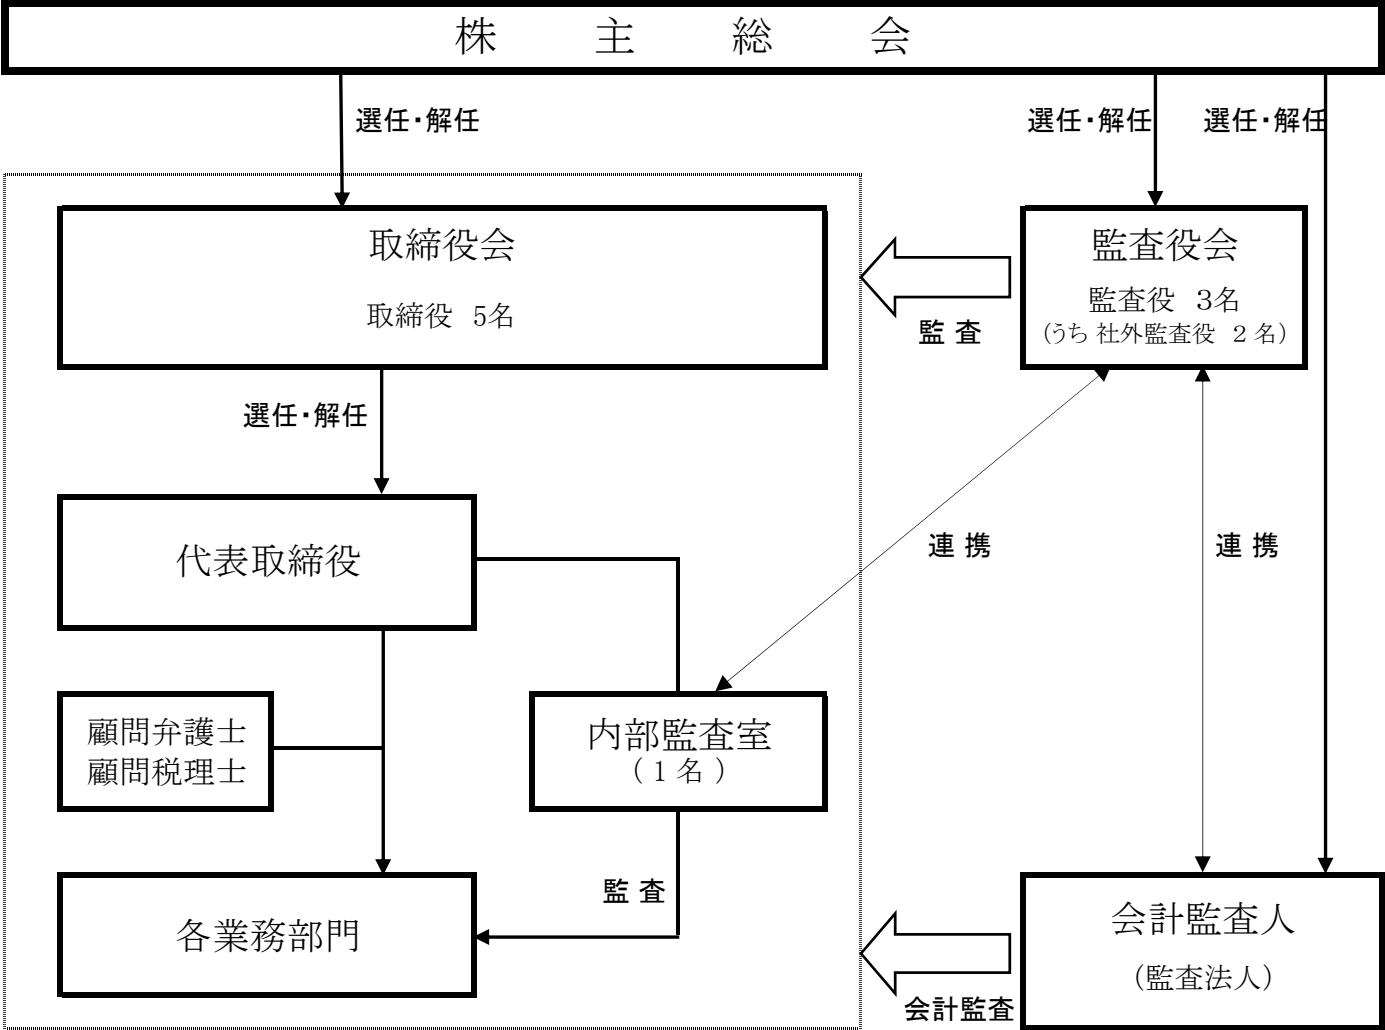 株 主 総 会
選任・解任
選任・解任
選任・解任
取締役会
取締役 5名
監査役会
監査役 3名
(うち 社外監査役 2 名)
監 査
選任・解任
代表取締役
連 携
連 携
顧問弁護士
顧問税理士
内部監査室
( 1 名 )
監 査
各業務部門
会計監査人
(監査法人)
会計監査